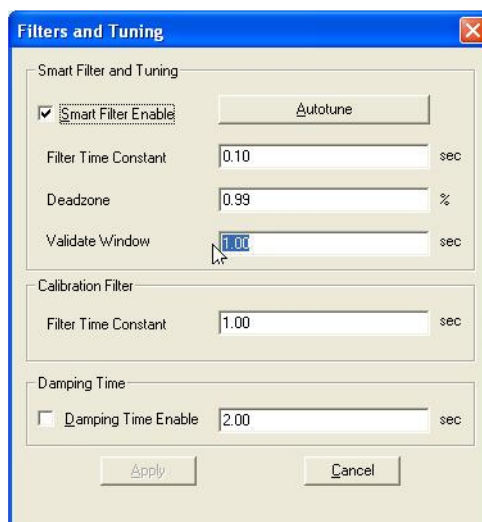 Filters and Tuning
Smart Filter and Tuning
Smart Filter Enable
Autotune
Filter Time Constant 0.10 sec
Deadzone 0.99 %
Validate Window 1.00 sec
Calibration Filter
Filter Time Constant 1.00 sec
Damping Time
Damping Time Enable 2.00 sec
Apply
Cancel